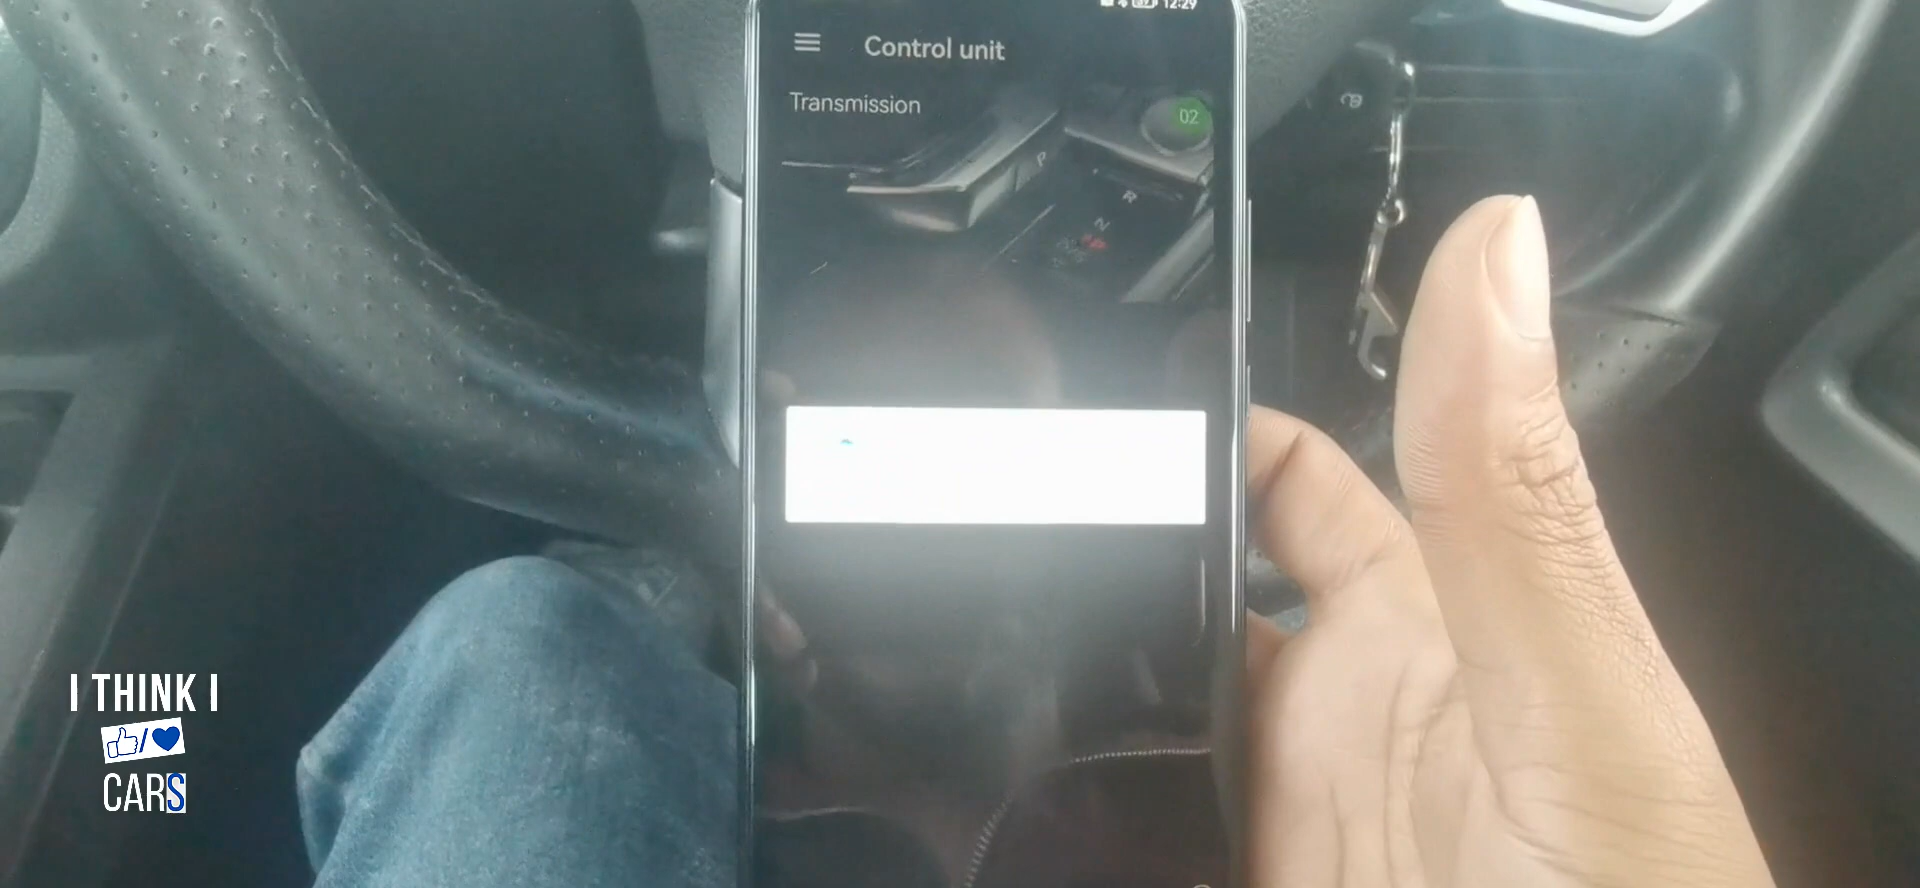 12:29
Control unit
Transmission
02
P
R
N
I THINK I
/
CARS